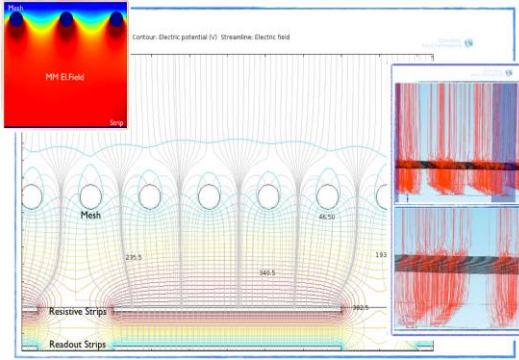 Mesh
Contour: Electric potential (V)  Streamline: Electric field
MM El.Field
Strip
Mesh
46.50
235.5
193
340.5
382.5
Resistive Strips
Readout Strips